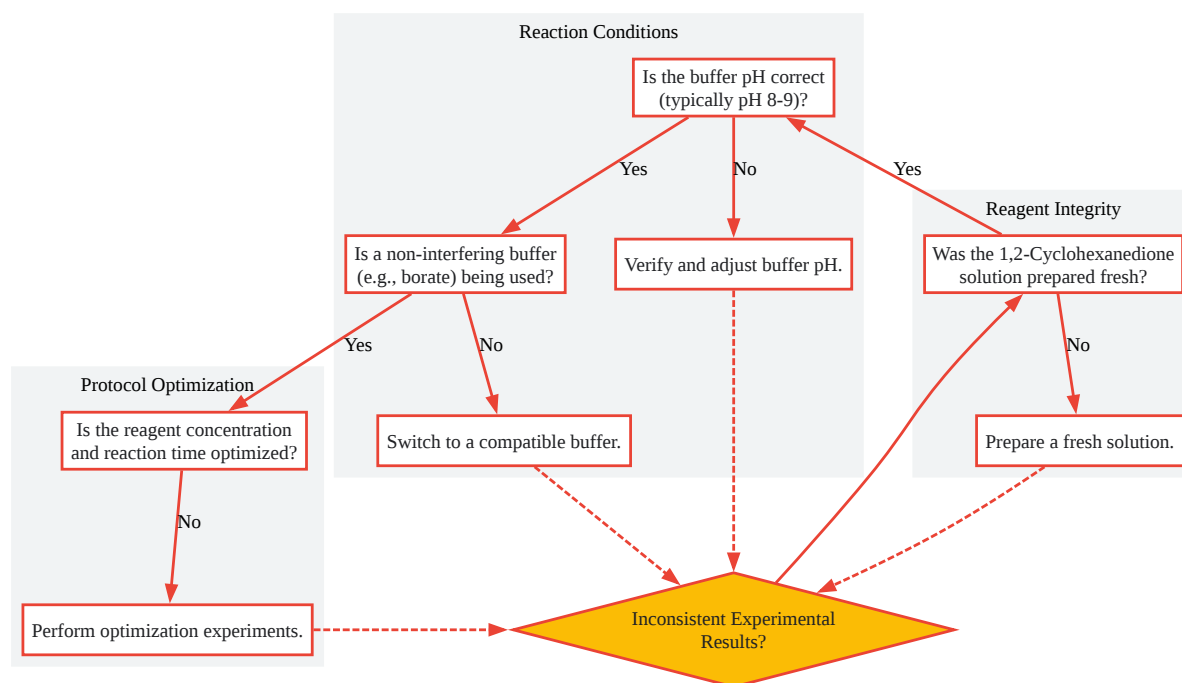 Reaction Conditions
Is the buffer pH correct
(typically pH 8-9)?
Yes
No
Yes
Reagent Integrity
Is a non-interfering buffer
(e.g., borate) being used?
Verify and adjust buffer pH.
Was the 1,2-Cyclohexanedione
solution prepared fresh?
Yes
No
No
Protocol Optimization
Is the reagent concentration
and reaction time optimized?
Switch to a compatible buffer.
Prepare a fresh solution.
No
Perform optimization experiments.
Inconsistent Experimental
Results?